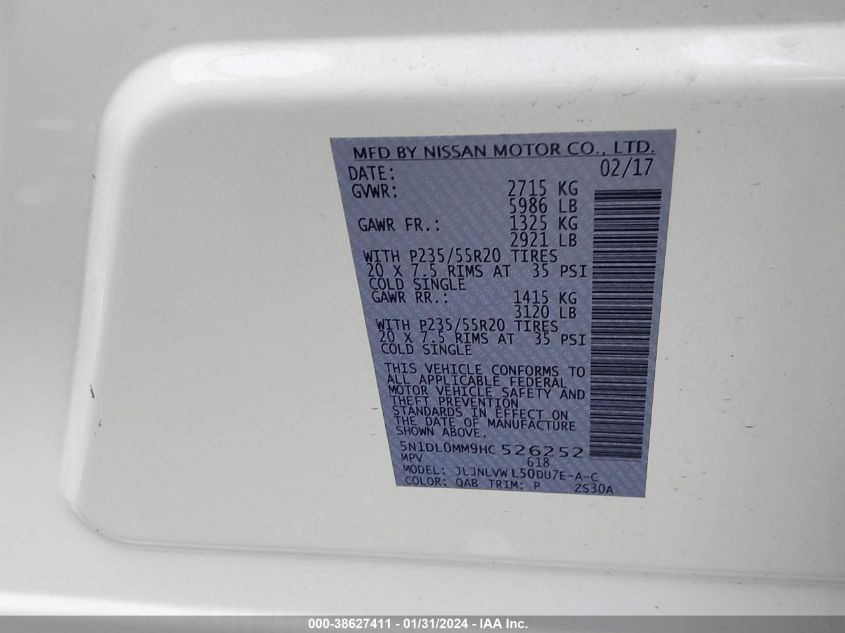 MFD BY NISSAN MOTOR CO., LTD.
DATE: 02/17
GVWR: 2715 KG
5986 LB
GAWR FR.: 1325 KG
2921 LB
WITH P235/55R20 TIRES
20 X 7.5 RIMS AT 35 PSI
COLD SINGLE
GAWR RR.: 1415 KG
3120 LB
WITH P235/55R20 TIRES
20 X 7.5 RIMS AT 35 PSI
COLD SINGLE
THIS VEHICLE CONFORMS TO
ALL APPLICABLE FEDERAL
MOTOR VEHICLE SAFETY AND
THEFT PREVENTION
STANDARDS IN EFFECT ON
THE DATE OF MANUFACTURE
SHOWN ABOVE.
5N1DL0MM9HC526252
MPV 618
MODEL: JLJNLVWL50DU7E-A-C
COLOR: QAB TRIM: P ZS30A
000-38627411 - 01/31/2024 - IAA Inc.